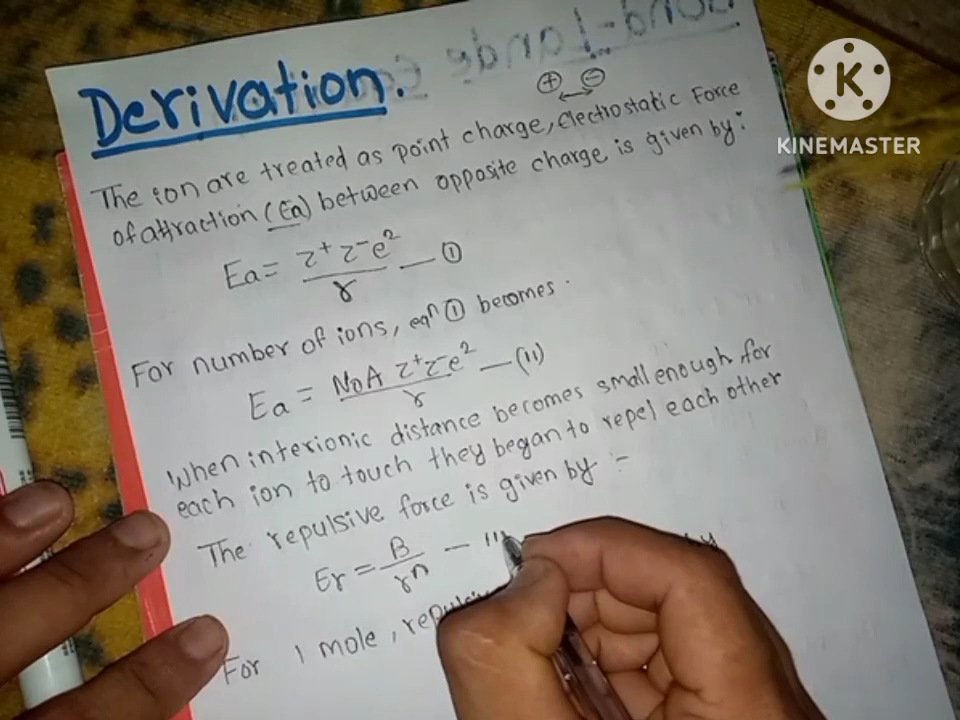 Derivation.
+ -
The ion are treated as point charge, Electrostatic Force
of attraction (Ea) between opposite charge is given by:
Ea = z⁺ z⁻e² / r — ①
For number of ions, eqⁿ ① becomes.
Ea = N₀A z⁺z⁻e² / r — (11)
When interionic distance becomes small enough for
each ion to touch they began to repel each other
The repulsive force is given by :-
Er = B / rⁿ — 111
For 1 mole, repulsi
K
KINEMASTER